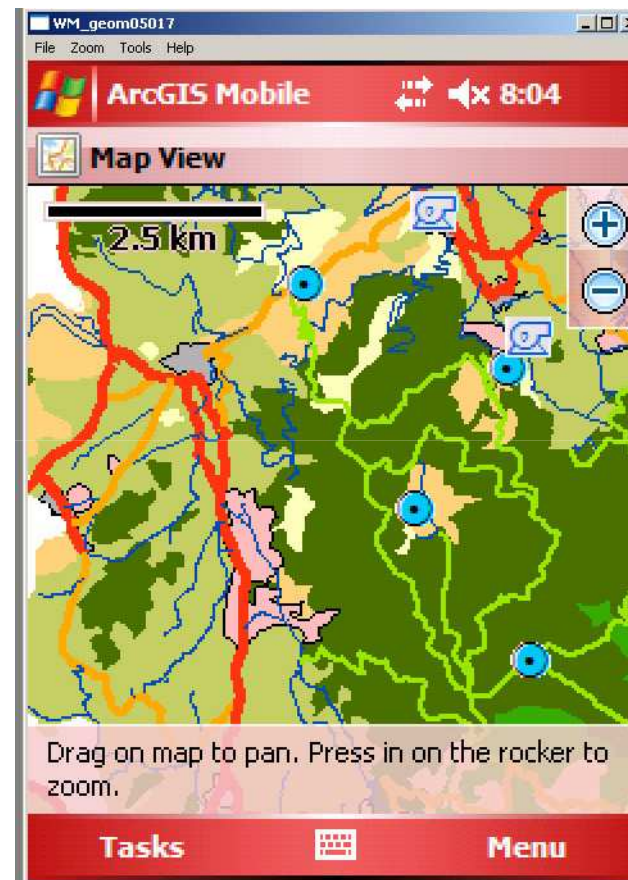 WM_geom05017
File Zoom Tools Help
ArcGIS Mobile 8:04
Map View
2.5 km
Drag on map to pan. Press in on the rocker to
zoom.
Tasks Menu